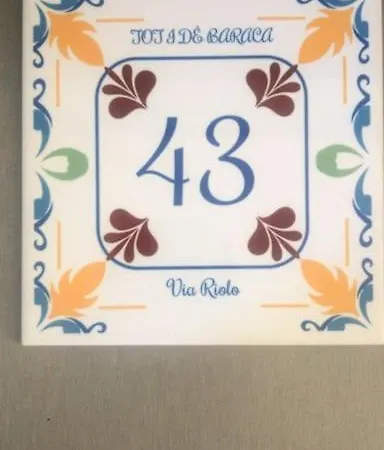 TOT I DÈ BARACA
43
Via Riolo